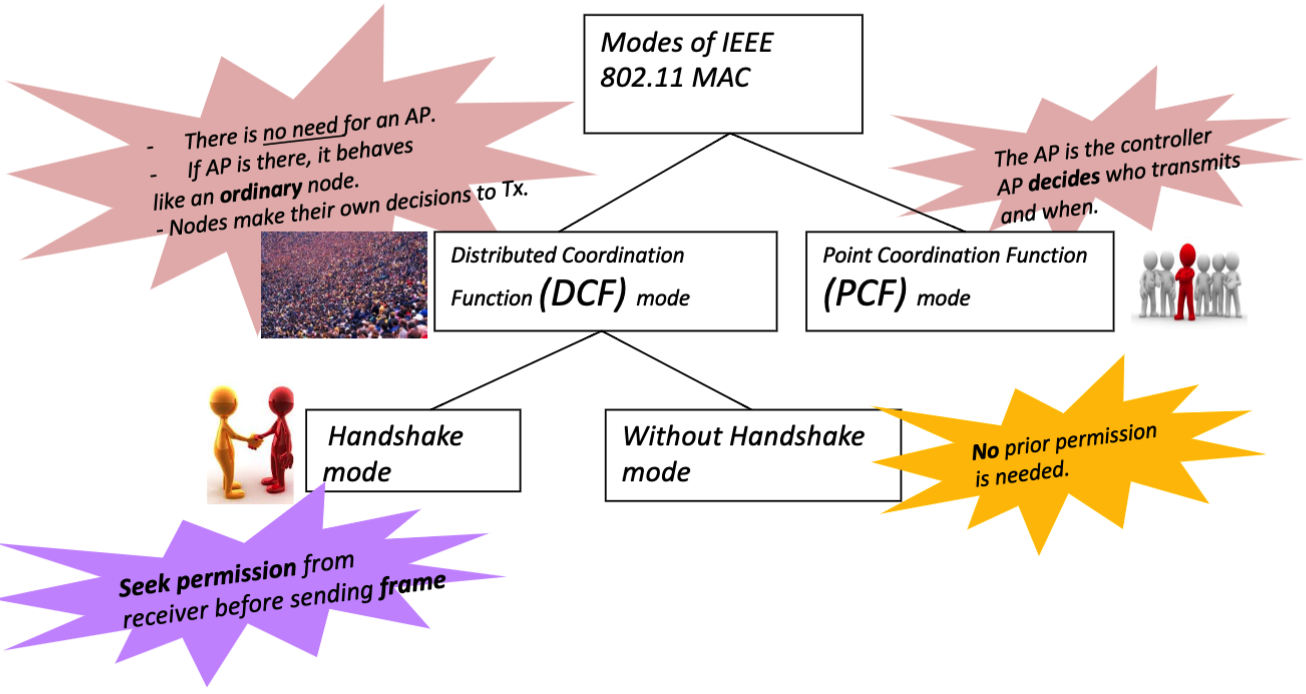 Modes of IEEE
802.11 MAC
- There is no need for an AP.
- If AP is there, it behaves
like an ordinary node.
- Nodes make their own decisions to Tx.
The AP is the controller
AP decides who transmits
and when.
Distributed Coordination
Function (DCF) mode
Point Coordination Function
(PCF) mode
Handshake
mode
Without Handshake
mode
No prior permission
is needed.
Seek permission from
receiver before sending frame